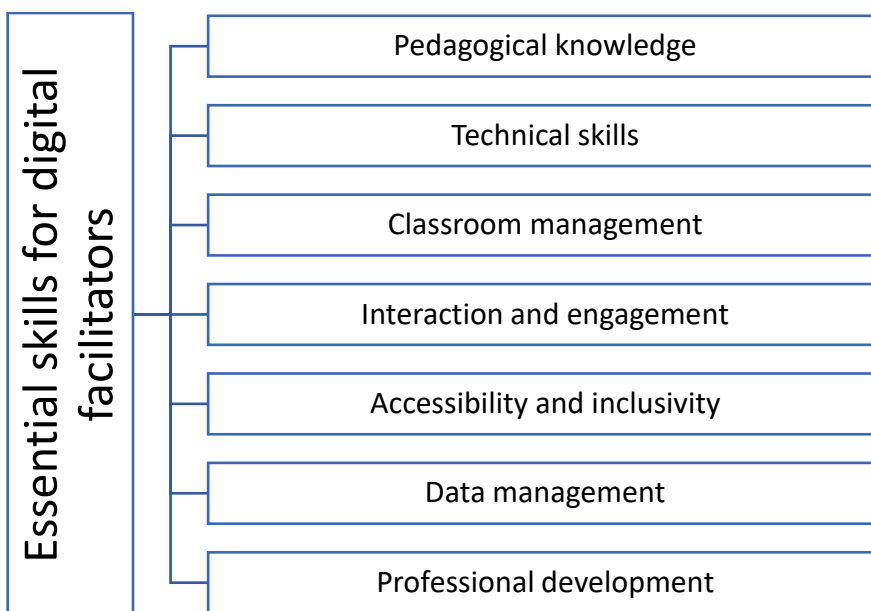 Essential skills for digital
facilitators
Pedagogical knowledge
Technical skills
Classroom management
Interaction and engagement
Accessibility and inclusivity
Data management
Professional development